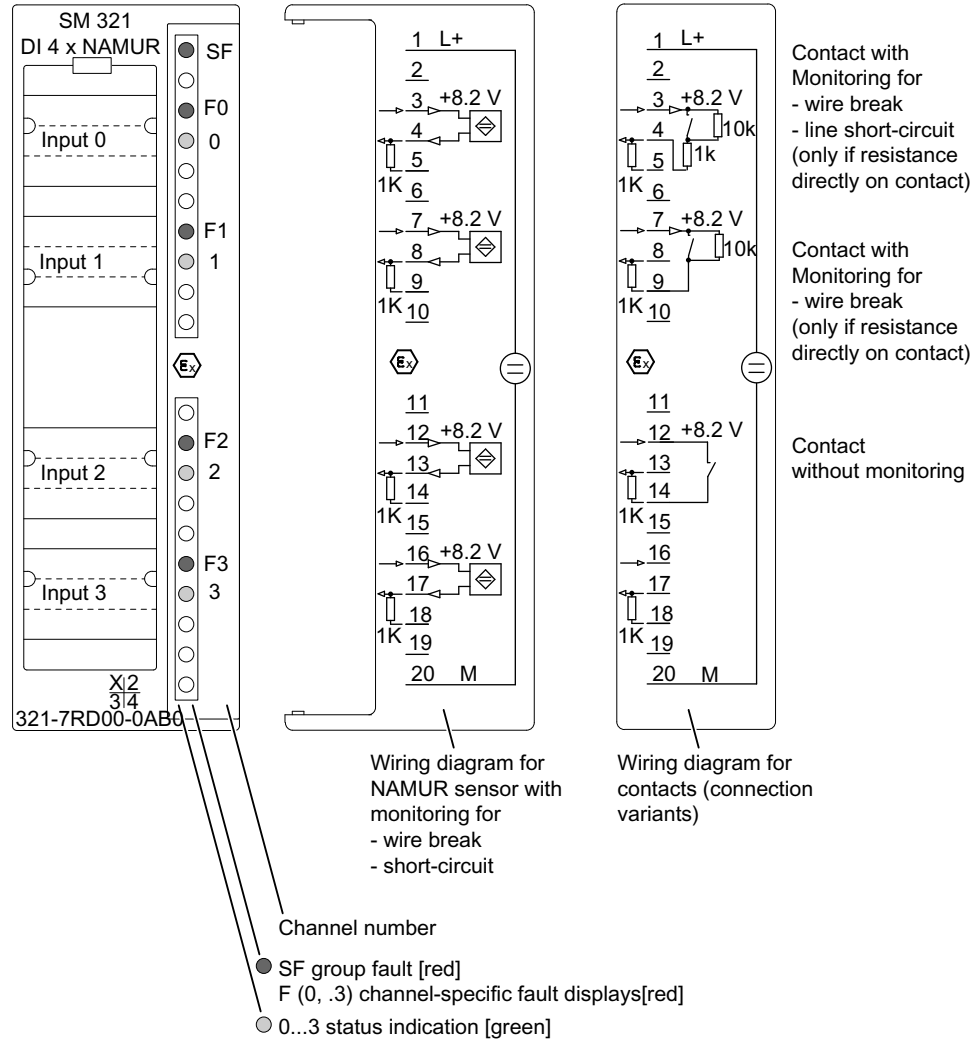 SM 321
DI 4 x NAMUR
SF
F0
Input 0
0
F1
Input 1
1
Ex
F2
Input 2
2
F3
Input 3
3
X 2
3 4
321-7RD00-0AB0
1 L+
2
3 +8.2 V
4
5
1K
6
7 +8.2 V
8
9
1K
10
Ex
11
12 +8.2 V
13
14
1K
15
16 +8.2 V
17
18
1K
19
20 M
1 L+
2
3 +8.2 V
10k
4
1k
5
1K
6
7 +8.2 V
8
10k
9
1K
10
Ex
11
12 +8.2 V
13
14
1K
15
16
17
18
1K
19
20 M
Contact with
Monitoring for
- wire break
- line short-circuit
(only if resistance
directly on contact)
Contact with
Monitoring for
- wire break
(only if resistance
directly on contact)
Contact
without monitoring
Wiring diagram for
NAMUR sensor with
monitoring for
- wire break
- short-circuit
Wiring diagram for
contacts (connection
variants)
Channel number
SF group fault [red]
F (0, .3) channel-specific fault displays[red]
0...3 status indication [green]